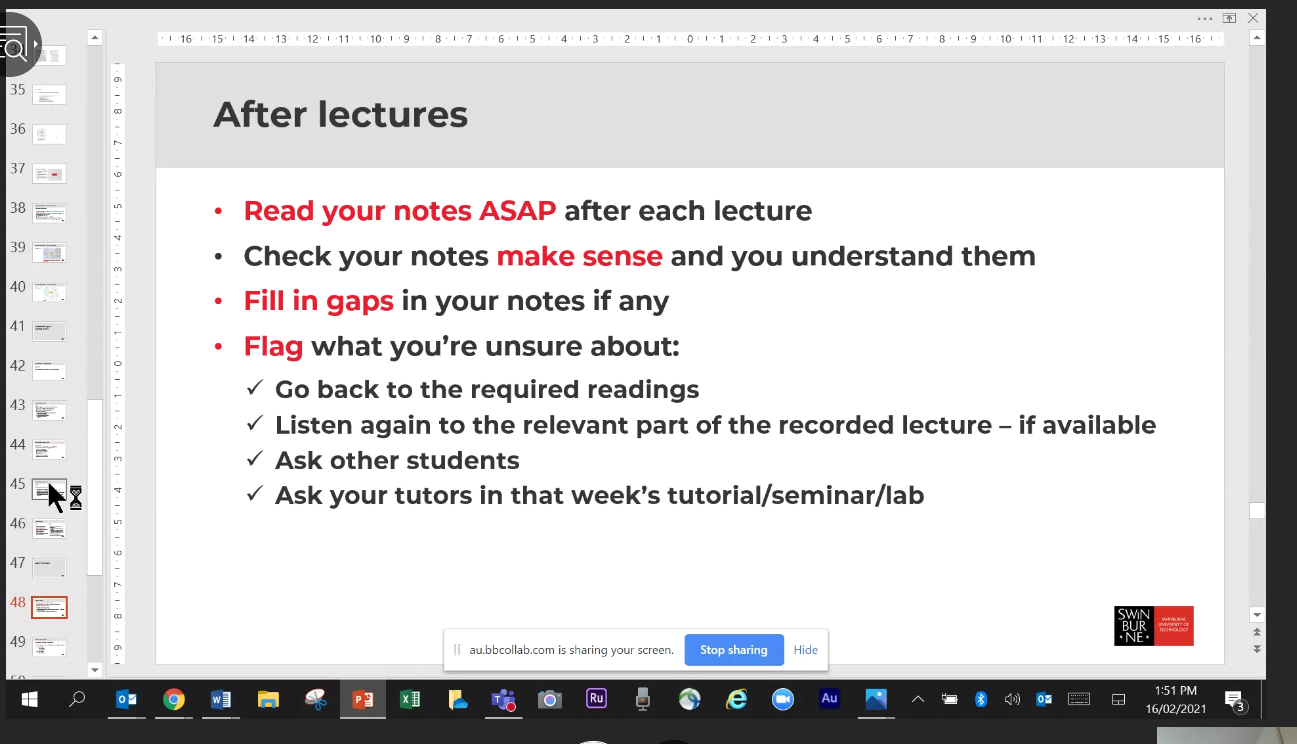 16 15 14 13 12 11 10 9 8 7 6 5 4 3 2 1 0 1 2 3 4 5 6 7 8 9 10 11 12 13 14 15 16
35
36
37
38
39
40
41
42
43
44
45
46
47
48
49
9 8 7 6 5 4 3 2 1 0 1 2 3 4 5 6 7 8 9
After lectures
• Read your notes ASAP after each lecture
• Check your notes make sense and you understand them
• Fill in gaps in your notes if any
• Flag what you’re unsure about:
✓ Go back to the required readings
✓ Listen again to the relevant part of the recorded lecture – if available
✓ Ask other students
✓ Ask your tutors in that week’s tutorial/seminar/lab
SWIN
BUR
• NE •
SWINBURNE
UNIVERSITY OF
TECHNOLOGY
au.bbcollab.com is sharing your screen. Stop sharing Hide
Ru
Au
1:51 PM
16/02/2021
3